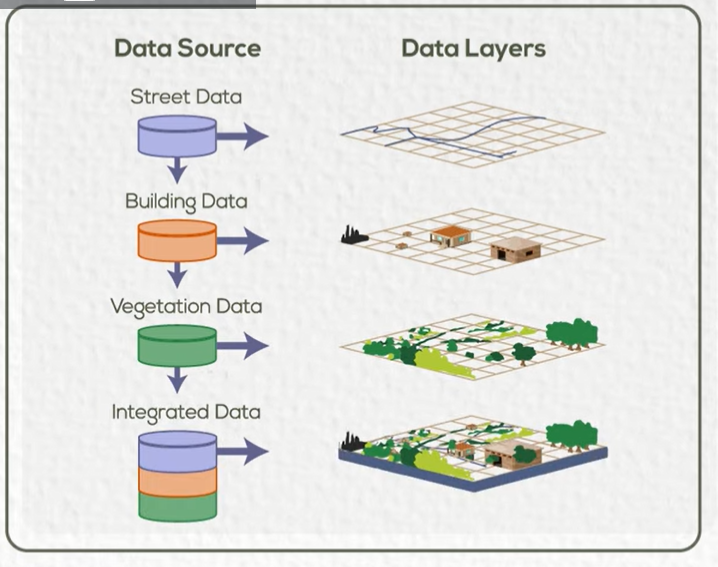 Data Source
Data Layers
Street Data
Building Data
Vegetation Data
Integrated Data